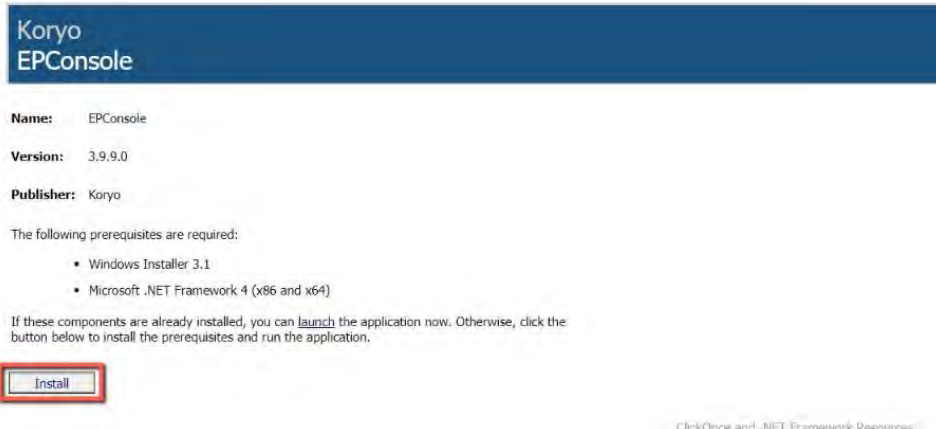 Koryo
EPConsole
Name: EPConsole
Version: 3.9.9.0
Publisher: Koryo
The following prerequisites are required:
• Windows Installer 3.1
• Microsoft .NET Framework 4 (x86 and x64)
If these components are already installed, you can launch the application now. Otherwise, click the
button below to install the prerequisites and run the application.
Install
ClickOnce and .NET Framework Resources